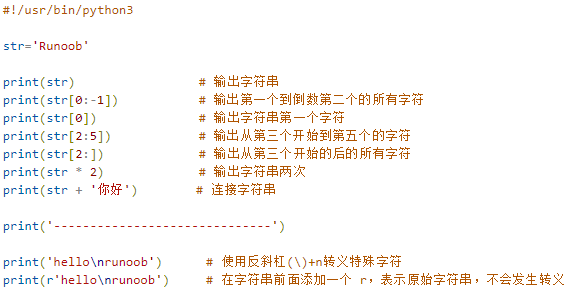 #!/usr/bin/python3
str='Runoob'
print(str)                 # 输出字符串
print(str[0:-1])           # 输出第一个到倒数第二个的所有字符
print(str[0])              # 输出字符串第一个字符
print(str[2:5])            # 输出从第三个开始到第五个的字符
print(str[2:])             # 输出从第三个开始的后的所有字符
print(str * 2)             # 输出字符串两次
print(str + '你好')        # 连接字符串
print('------------------------------')
print('hello\nrunoob')      # 使用反斜杠(\)+n转义特殊字符
print(r'hello\nrunoob')     # 在字符串前面添加一个 r，表示原始字符串，不会发生转义